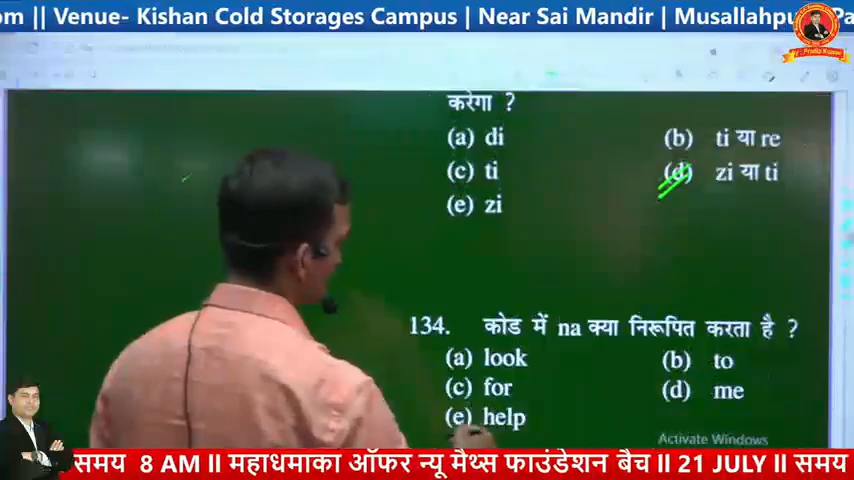 om || Venue- Kishan Cold Storages Campus | Near Sai Mandir | Musallahpu
करेगा ?
(a) di
(b) ti या re
(c) ti
(d) zi या ti
(e) zi
134. कोड में na क्या निरूपित करता है ?
(a) look
(b) to
(c) for
(d) me
(e) help
Activate Windows
समय 8 AM II महाधमाका ऑफर न्यू मैथ्स फाउंडेशन बैच II 21 JULY II समय